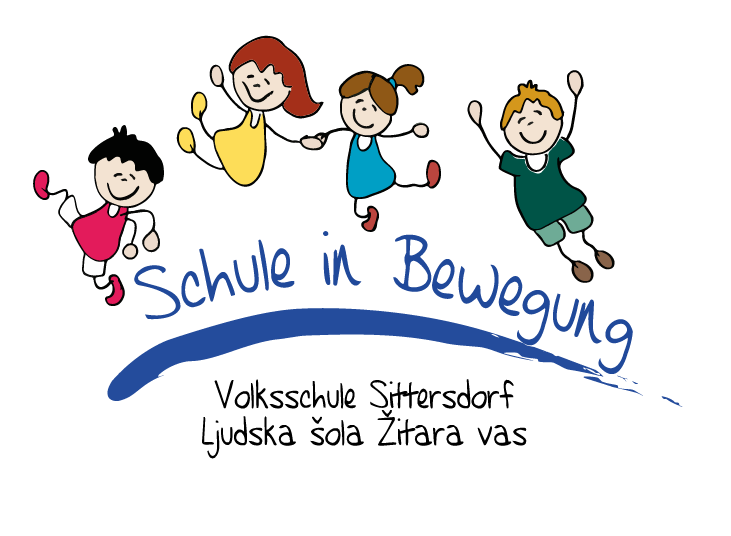 Schule in Bewegung
Volksschule Sittersdorf
Ljudska šola Žitara vas